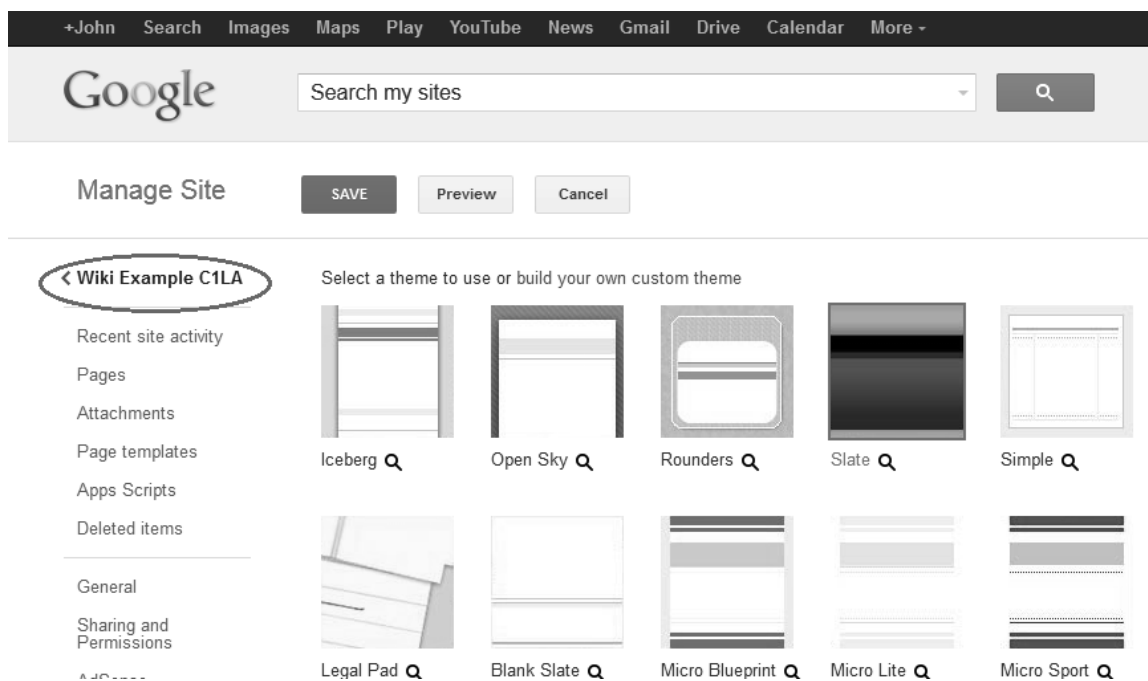 +John Search Images Maps Play YouTube News Gmail Drive Calendar More
Google
Search my sites
Manage Site
SAVE Preview Cancel
Wiki Example C1LA
Select a theme to use or build your own custom theme
Recent site activity
Pages
Attachments
Page templates
Apps Scripts
Deleted items
General
Sharing and
Permissions
AdSense
Iceberg Open Sky Rounders Slate Simple
Legal Pad Blank Slate Micro Blueprint Micro Lite Micro Sport